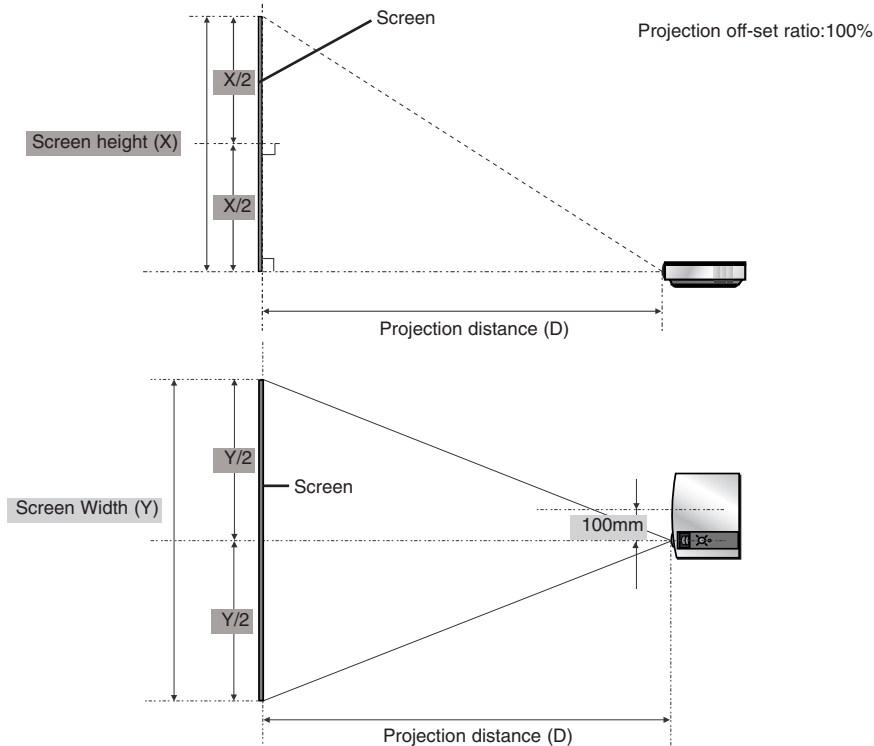 Screen
Projection off-set ratio:100%
X/2
Screen height (X)
X/2
Projection distance (D)
Y/2
Screen
Screen Width (Y)
100mm
Y/2
Projection distance (D)